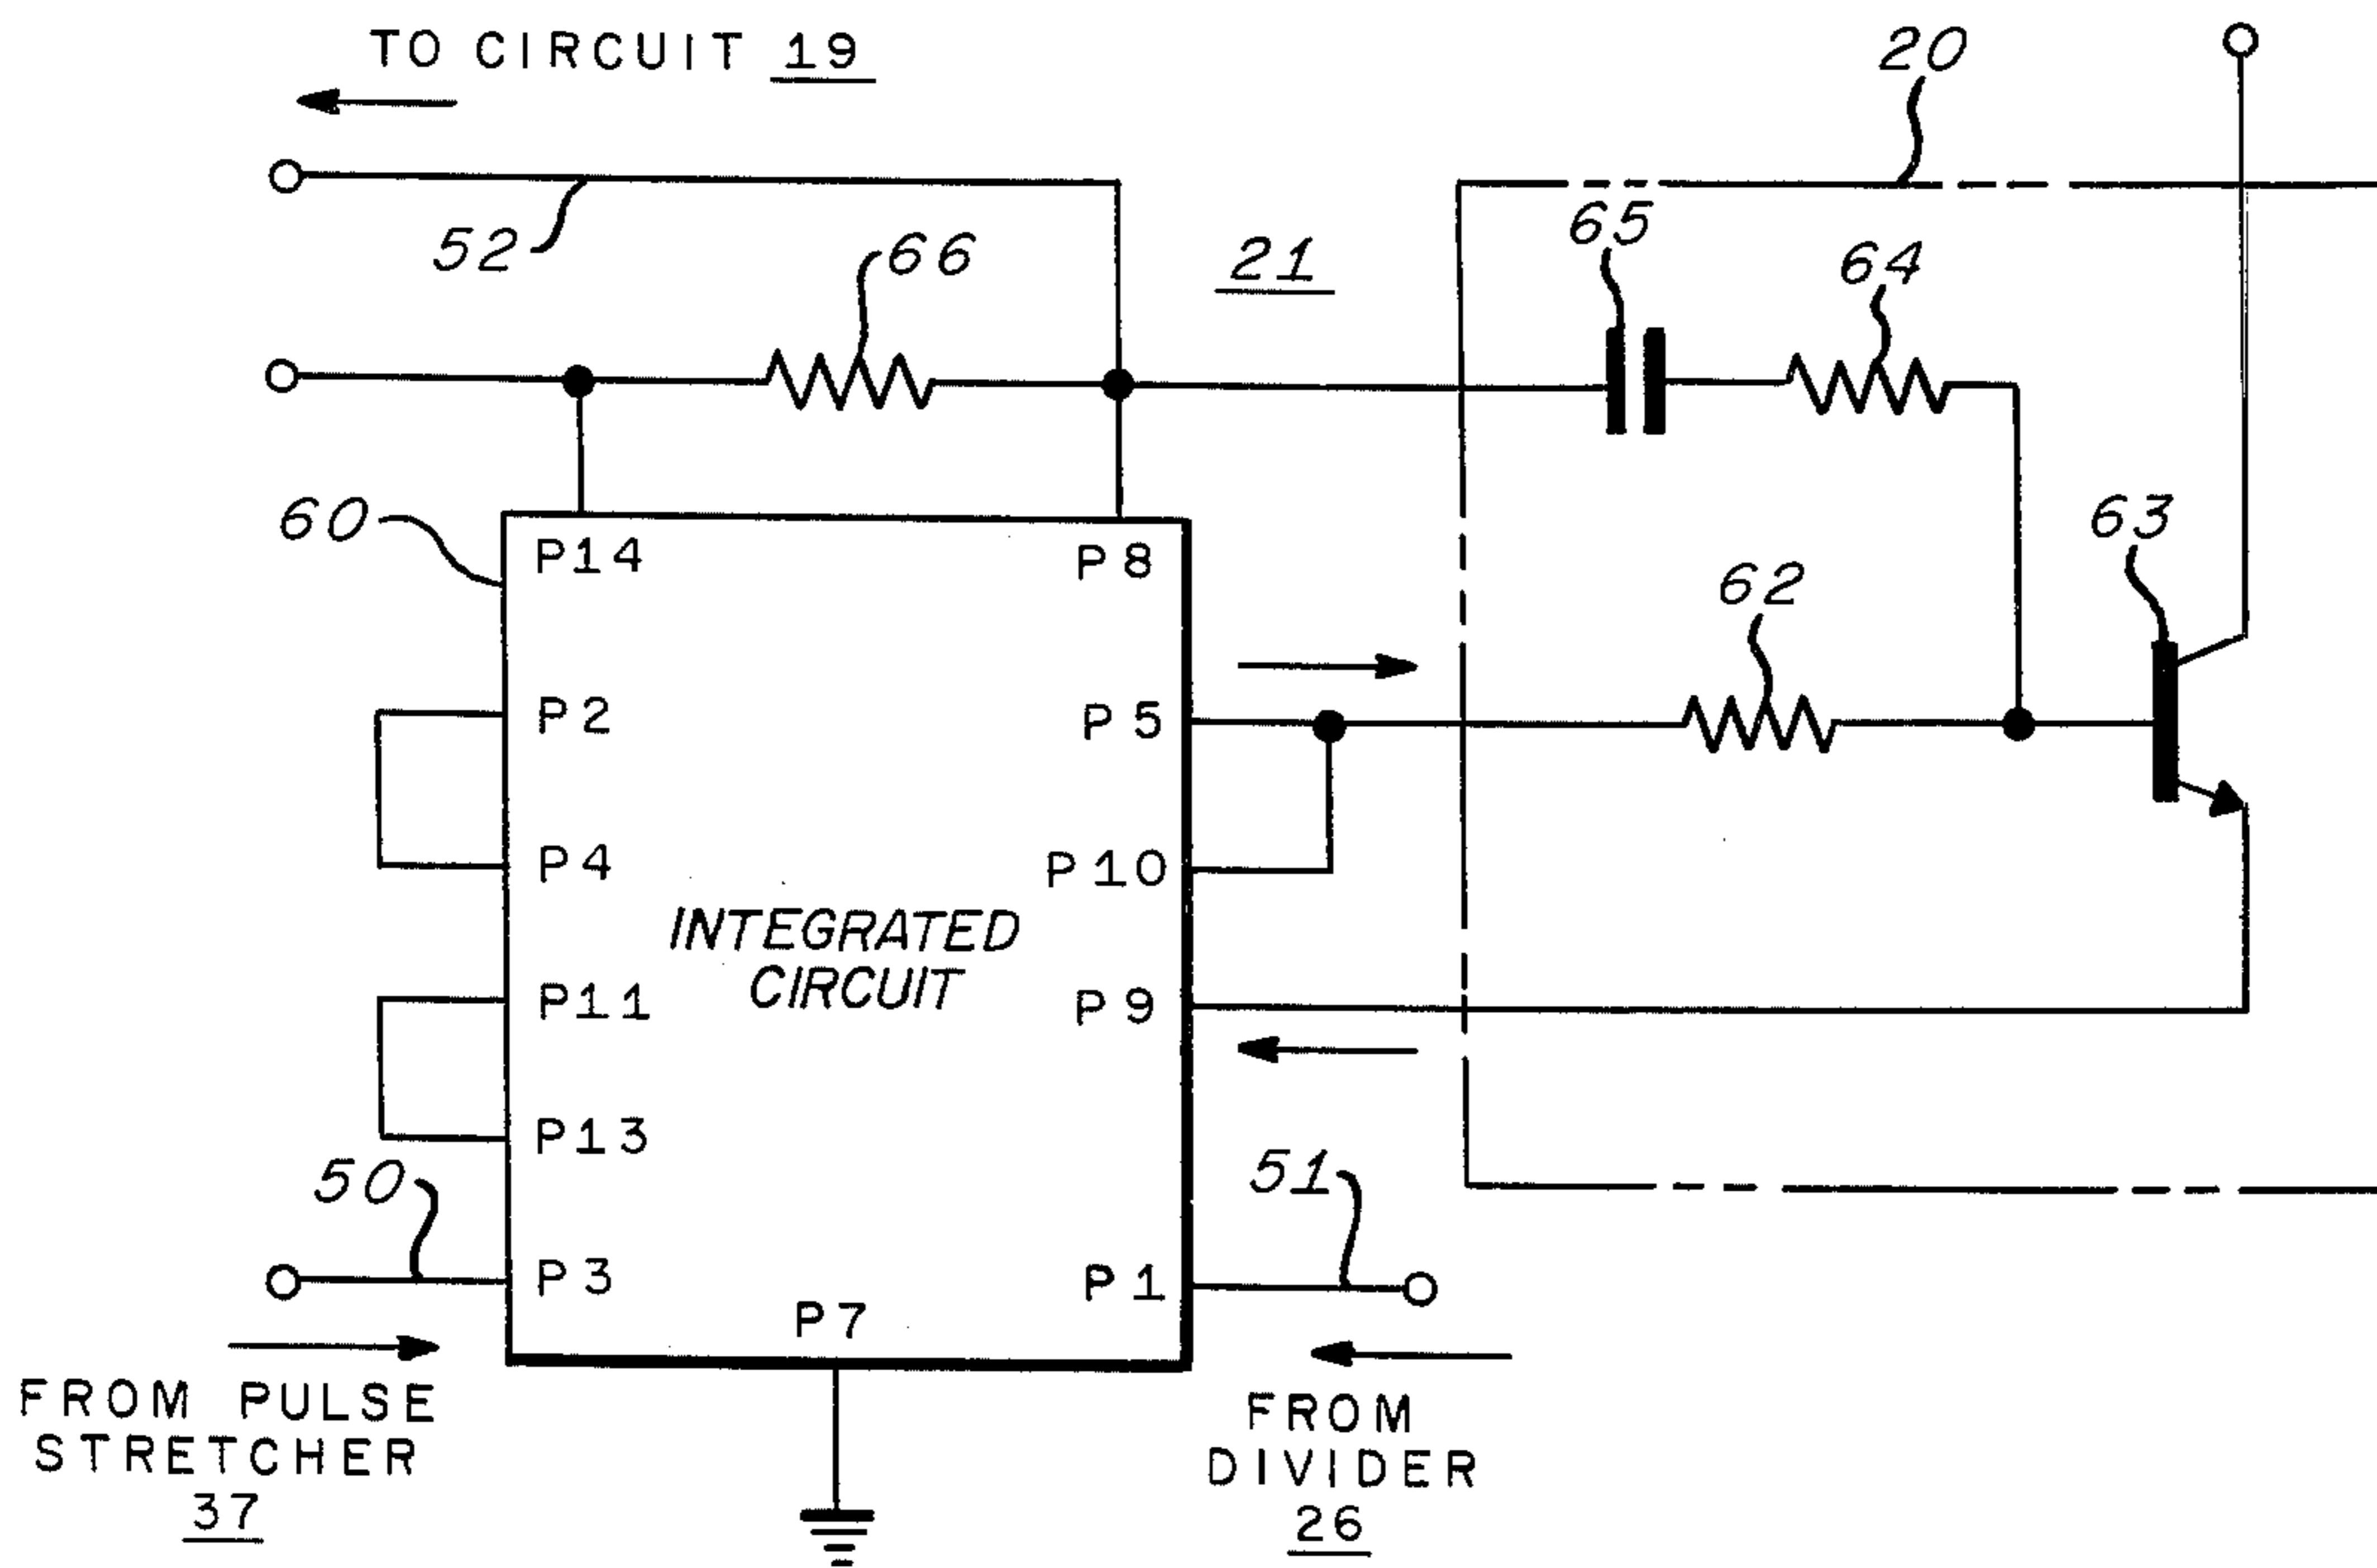 TO CIRCUIT 19
20
52
66
21
65
64
60
P14
P8
63
62
P2
P5
P4
P10
INTEGRATED
CIRCUIT
P11
P9
P13
50
51
P3
P1
P7
FROM PULSE
STRETCHER
37
FROM
DIVIDER
26